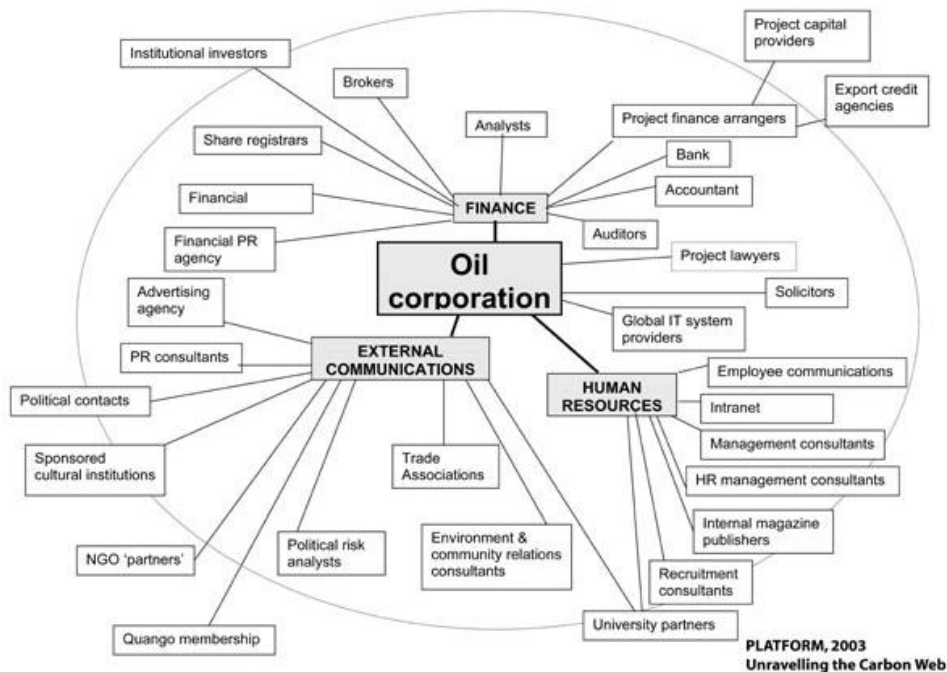 Project capital
providers
Institutional investors
Brokers
Export credit
agencies
Analysts
Project finance arrangers
Share registrars
Bank
Accountant
Financial
FINANCE
Auditors
Financial PR
agency
Project lawyers
Oil
corporation
Advertising
agency
Solicitors
Global IT system
providers
PR consultants
EXTERNAL
COMMUNICATIONS
Employee communications
HUMAN
RESOURCES
Political contacts
Intranet
Management consultants
Sponsored
cultural institutions
Trade
Associations
HR management consultants
Internal magazine
publishers
NGO ‘partners’
Political risk
analysts
Environment &
community relations
consultants
Recruitment
consultants
University partners
Quango membership
PLATFORM, 2003
Unravelling the Carbon Web